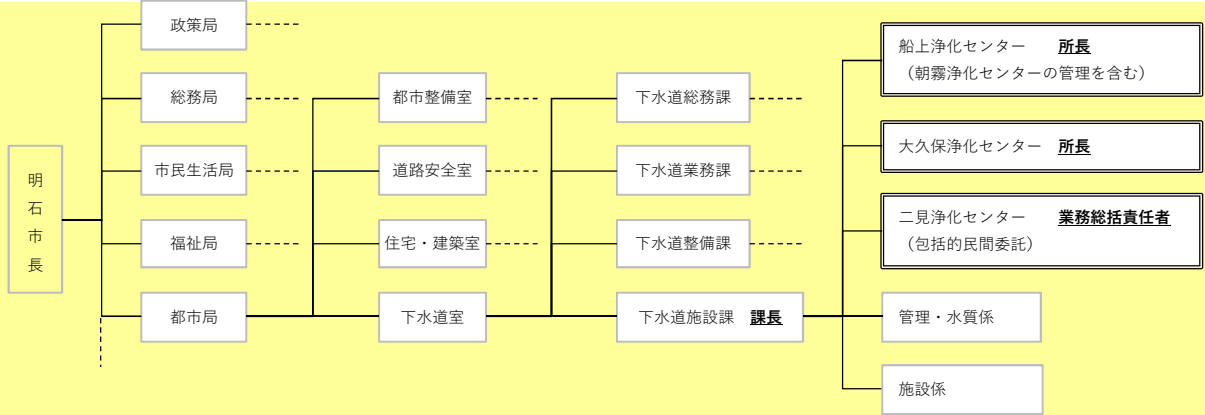 明石市長
政策局
総務局
市民生活局
福祉局
都市局
都市整備室
道路安全室
住宅・建築室
下水道室
下水道総務課
下水道業務課
下水道整備課
下水道施設課　課長
船上浄化センター　所長
（朝霧浄化センターの管理を含む）
大久保浄化センター　所長
二見浄化センター　業務総括責任者
（包括的民間委託）
管理・水質係
施設係